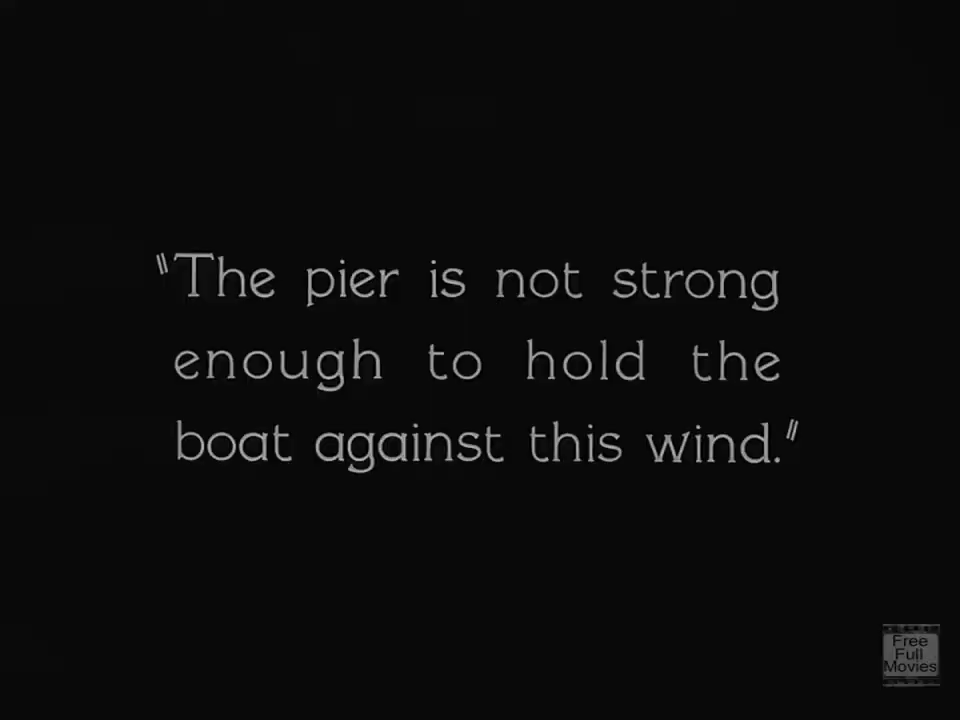 "The pier is not strong
enough to hold the
boat against this wind."
Free
Full
Movies